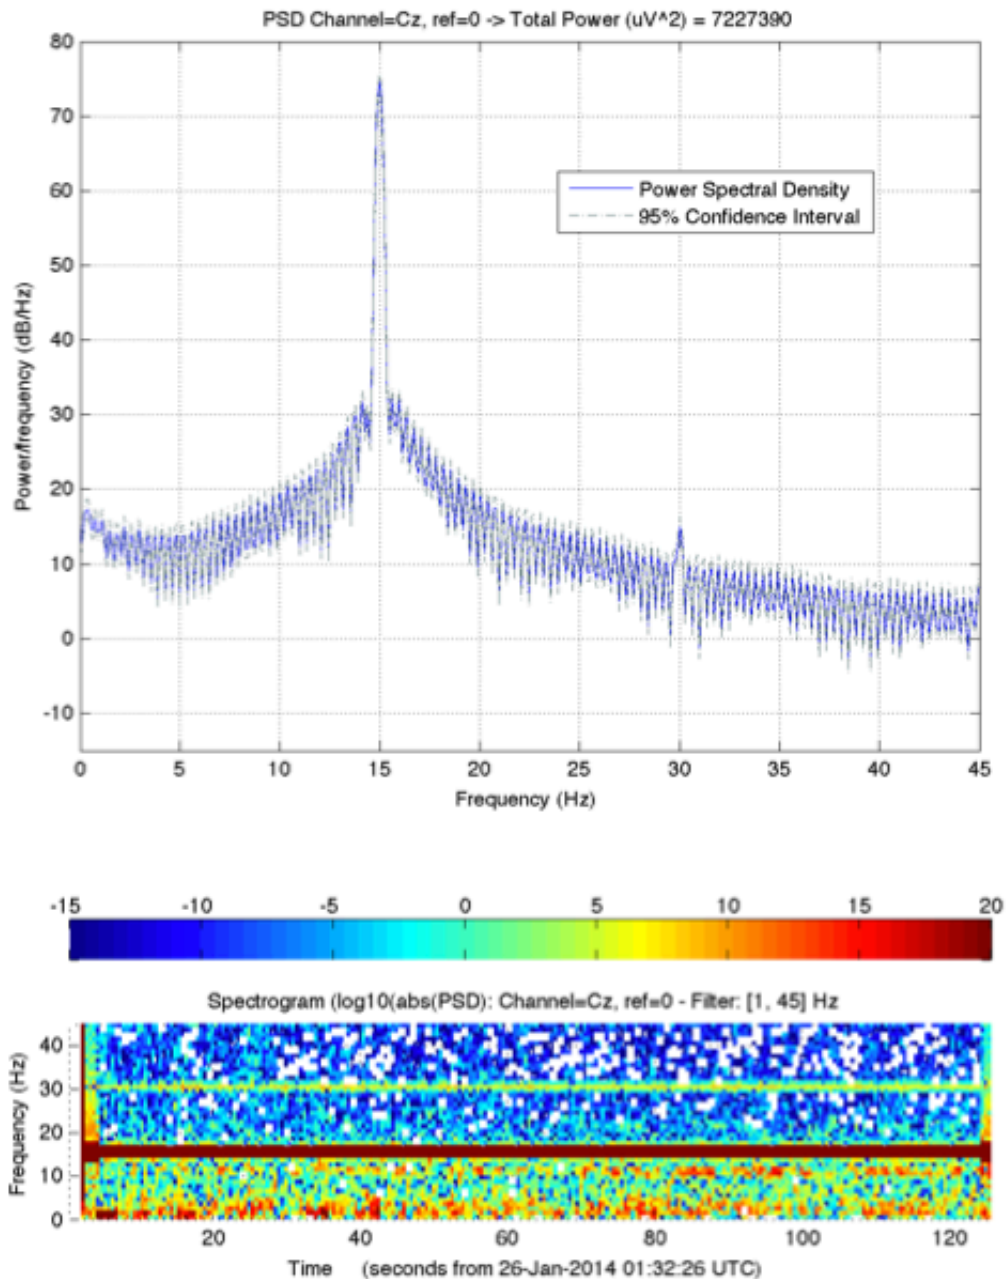 PSD Channel=Cz, ref=0 -> Total Power (uV^2) = 7227390
80
70
60
50
40
30
20
10
0
-10
Power/frequency (dB/Hz)
Power Spectral Density
95% Confidence Interval
0 5 10 15 20 25 30 35 40 45
Frequency (Hz)
-15 -10 -5 0 5 10 15 20
Spectrogram (log10(abs(PSD): Channel=Cz, ref=0 - Filter: [1, 45] Hz
40
30
20
10
0
Frequency (Hz)
20 40 60 80 100 120
Time (seconds from 26-Jan-2014 01:32:26 UTC)